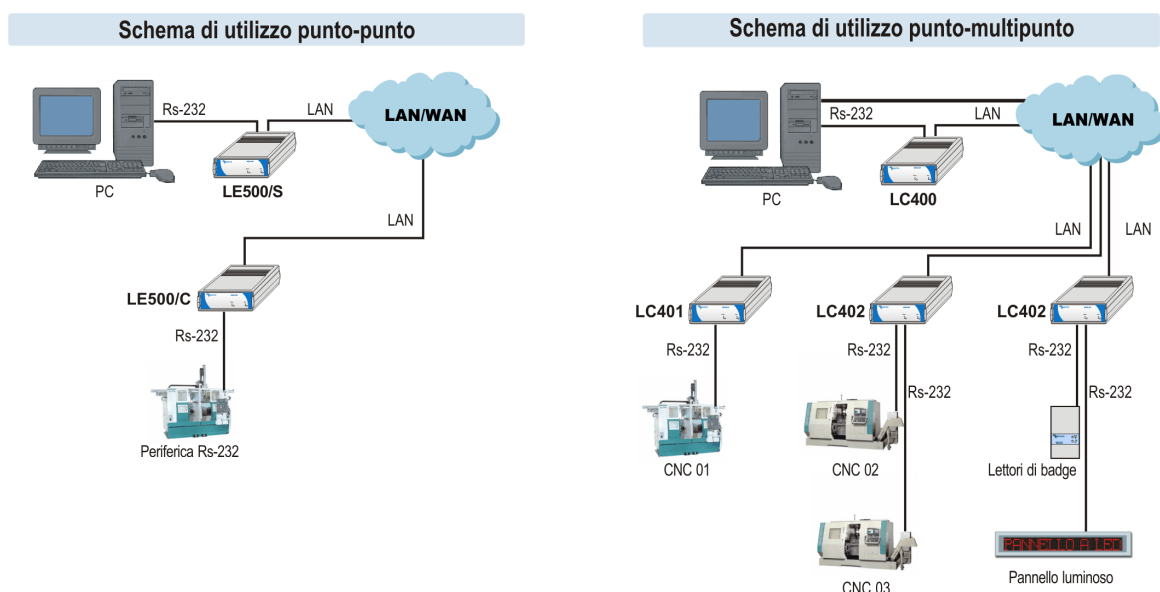 Schema di utilizzo punto-punto
Rs-232
LAN
LAN/WAN
PC
LE500/S
LAN
LE500/C
Rs-232
Periferica Rs-232
Schema di utilizzo punto-multipunto
Rs-232
LAN
LAN/WAN
PC
LC400
LAN
LAN
LC401
LC402
LC402
Rs-232
Rs-232
Rs-232
Rs-232
Rs-232
CNC 01
CNC 02
Lettori di badge
PANNELLO A LED
CNC 03
Pannello luminoso